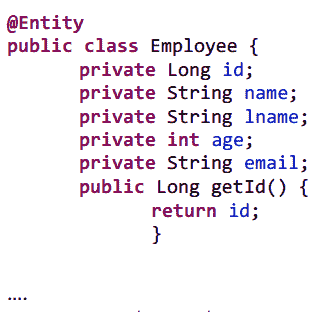 @Entity
public class Employee {
private Long id;
private String name;
private String lname;
private int age;
private String email;
public Long getId() {
return id;
}
....